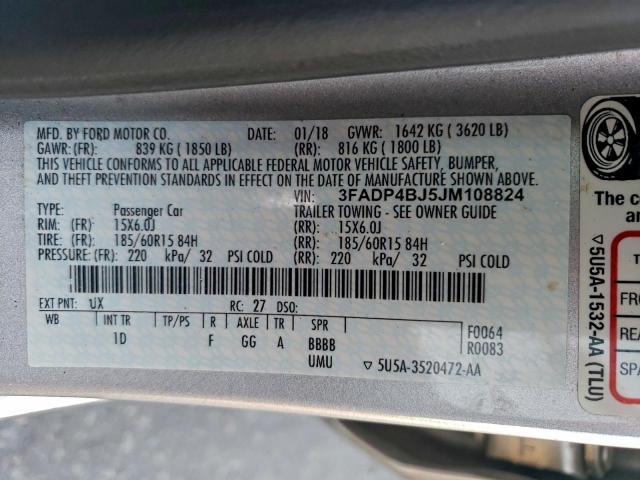 MFD. BY FORD MOTOR CO. DATE: 01/18 GVWR: 1642 KG ( 3620 LB)
GAWR: (FR): 839 KG ( 1850 LB) (RR): 816 KG ( 1800 LB)
THIS VEHICLE CONFORMS TO ALL APPLICABLE FEDERAL MOTOR VEHICLE SAFETY, BUMPER,
AND THEFT PREVENTION STANDARDS IN EFFECT ON THE DATE OF MANUFACTURE SHOWN ABOVE.
VIN: 3FADP4BJ5JM108824
TYPE: Passenger Car TRAILER TOWING - SEE OWNER GUIDE
RIM: (FR): 15X6.0J (RR): 15X6.0J
TIRE: (FR): 185/60R15 84H (RR): 185/60R15 84H
PRESSURE: (FR): 220 kPa/ 32 PSI COLD (RR): 220 kPa/ 32 PSI COLD
EXT PNT: UX RC: 27 DSO:
WB INT TR TP/PS R AXLE TR SPR F0064
1D F GG A BBBB R0083
UMU ▽5U5A-3520472-AA
▽5U5A-1532-AA (TLU)
The co
an
T
FRO
REA
SPA